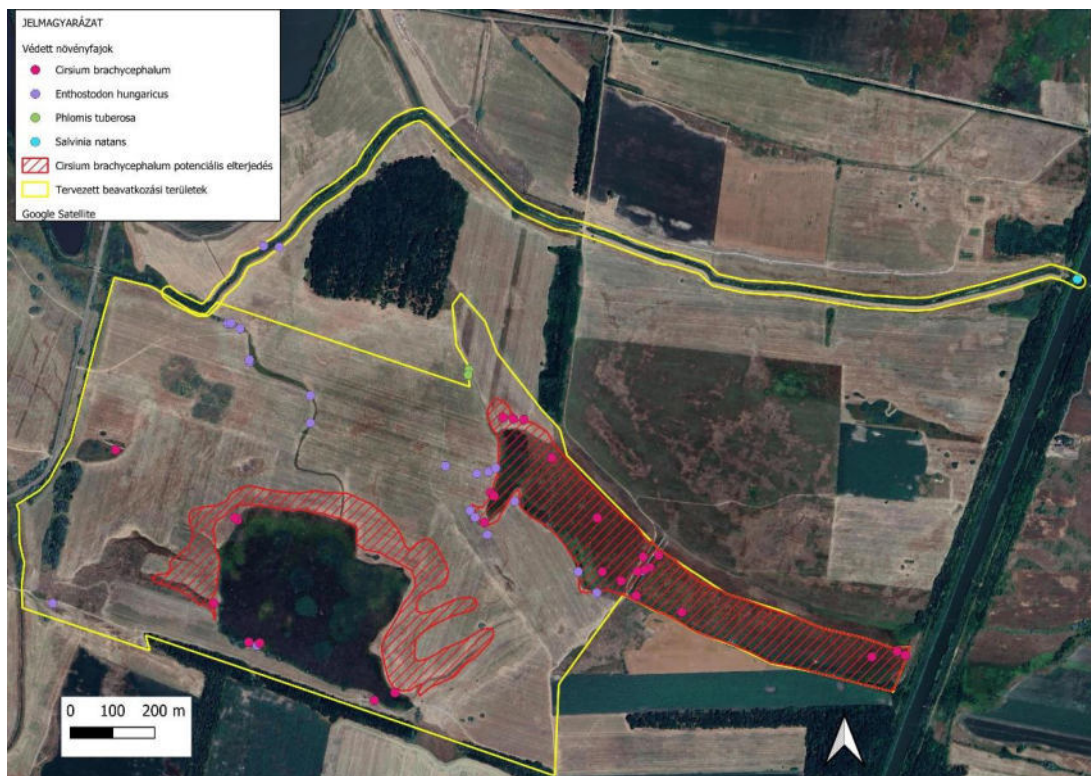 JELMAGYARÁZAT
Védett növényfajok
Cirsium brachycephalum
Enthostodon hungaricus
Phlomis tuberosa
Salvinia natans
Cirsium brachycephalum potenciális elterjedés
Tervezett beavatkozási területek
Google Satellite
0 100 200 m